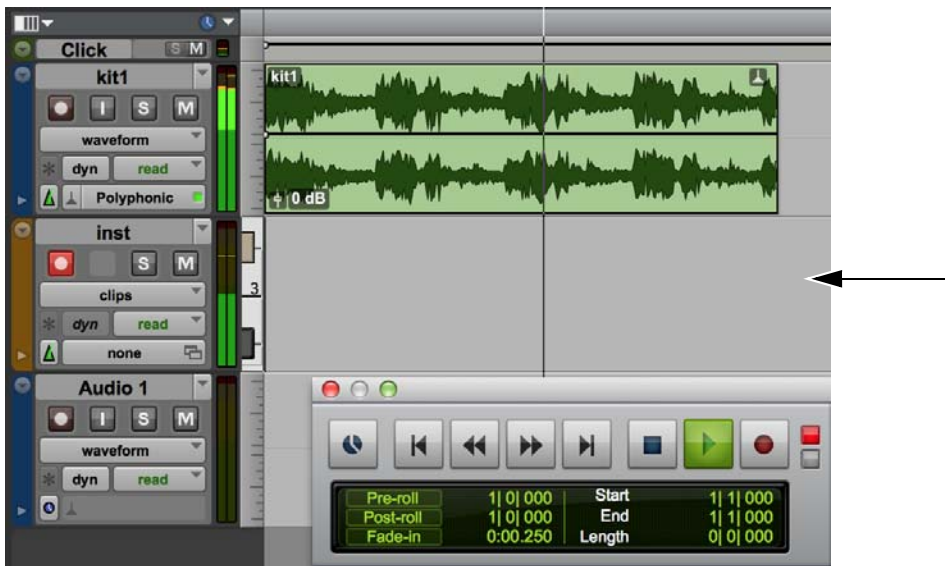 Click S M
kit1
I S M
waveform
dyn read
Polyphonic
kit1
0 dB
inst
S M
clips
dyn read
none
3
Audio 1
I S M
waveform
dyn read
Pre-roll 1| 0| 000 Start 1| 1| 000
Post-roll 1| 0| 000 End 1| 1| 000
Fade-in 0:00.250 Length 0| 0| 000